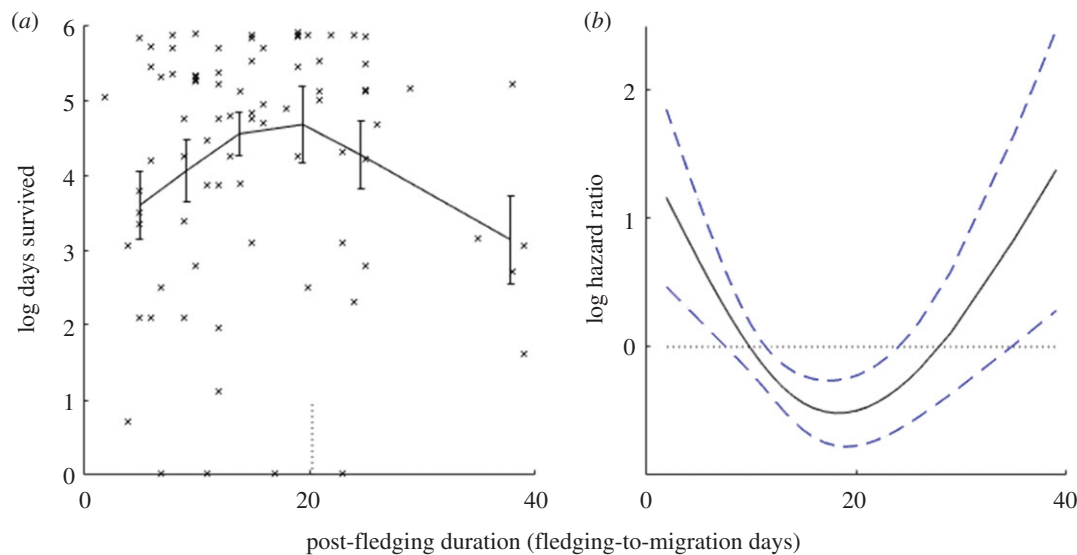 (a)
6
5
4
3
2
1
0
log days survived
0 20 40
(b)
2
1
0
log hazard ratio
0 20 40
post-fledging duration (fledging-to-migration days)